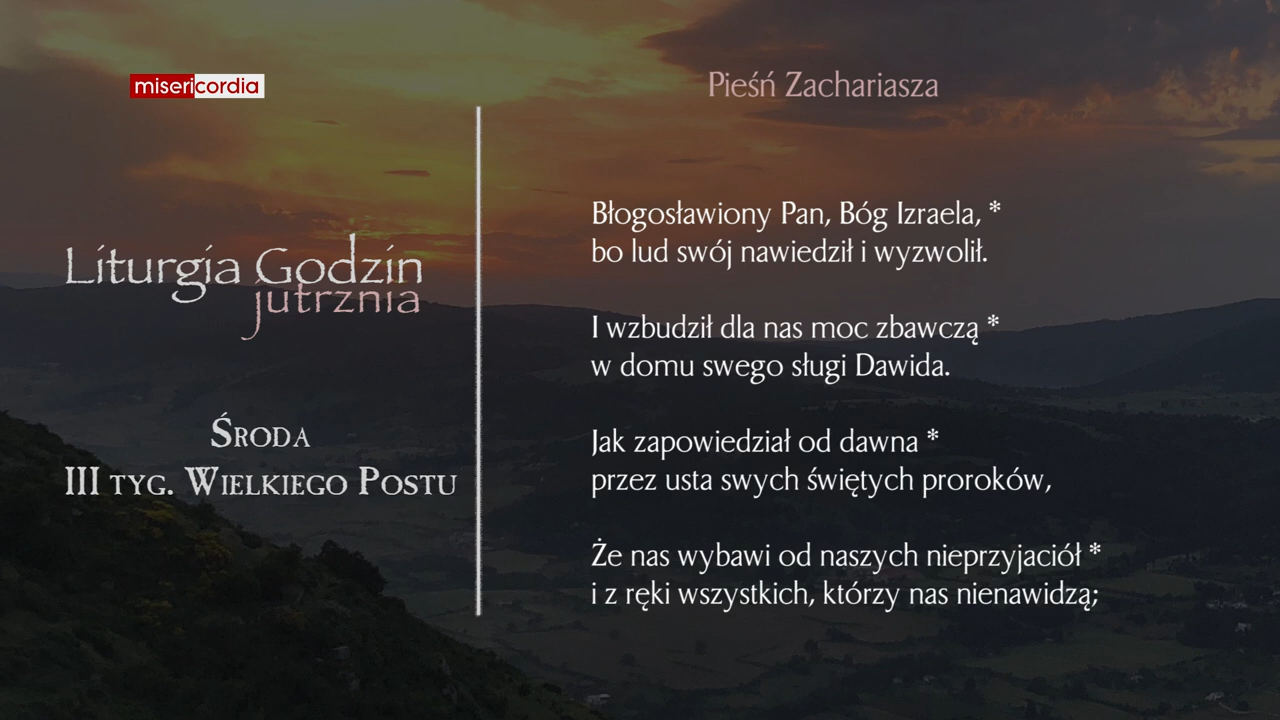 misericordia
Liturgia Godzin
jutrznia
Środa
III tyg. Wielkiego Postu
Pieśń Zachariasza
Błogosławiony Pan, Bóg Izraela, *
bo lud swój nawiedził i wyzwolił.
I wzbudził dla nas moc zbawczą *
w domu swego sługi Dawida.
Jak zapowiedział od dawna *
przez usta swych świętych proroków,
Że nas wybawi od naszych nieprzyjaciół *
i z ręki wszystkich, którzy nas nienawidzą;